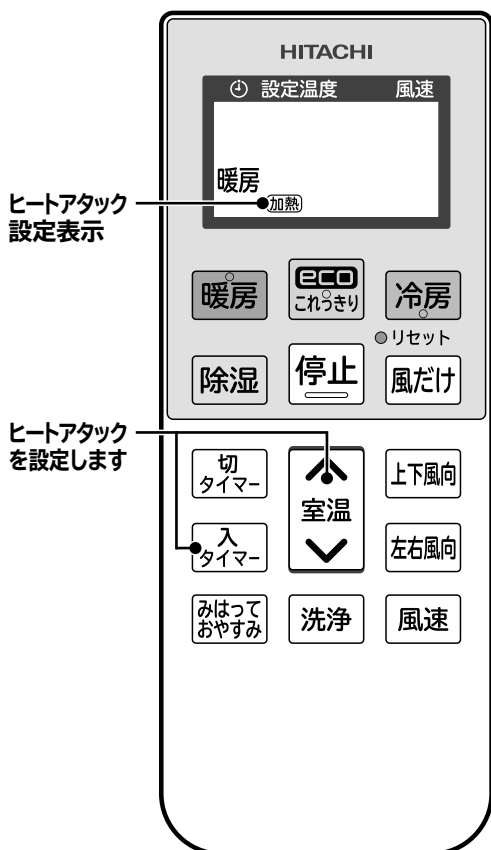 HITACHI
設定温度 風速
暖房
加熱
ヒートアタック
設定表示
暖房
eco
これっきり
冷房
リセット
除湿
停止
風だけ
ヒートアタック
を設定します
切
タイマー
室温
上下風向
入
タイマー
左右風向
みはって
おやすみ
洗浄
風速